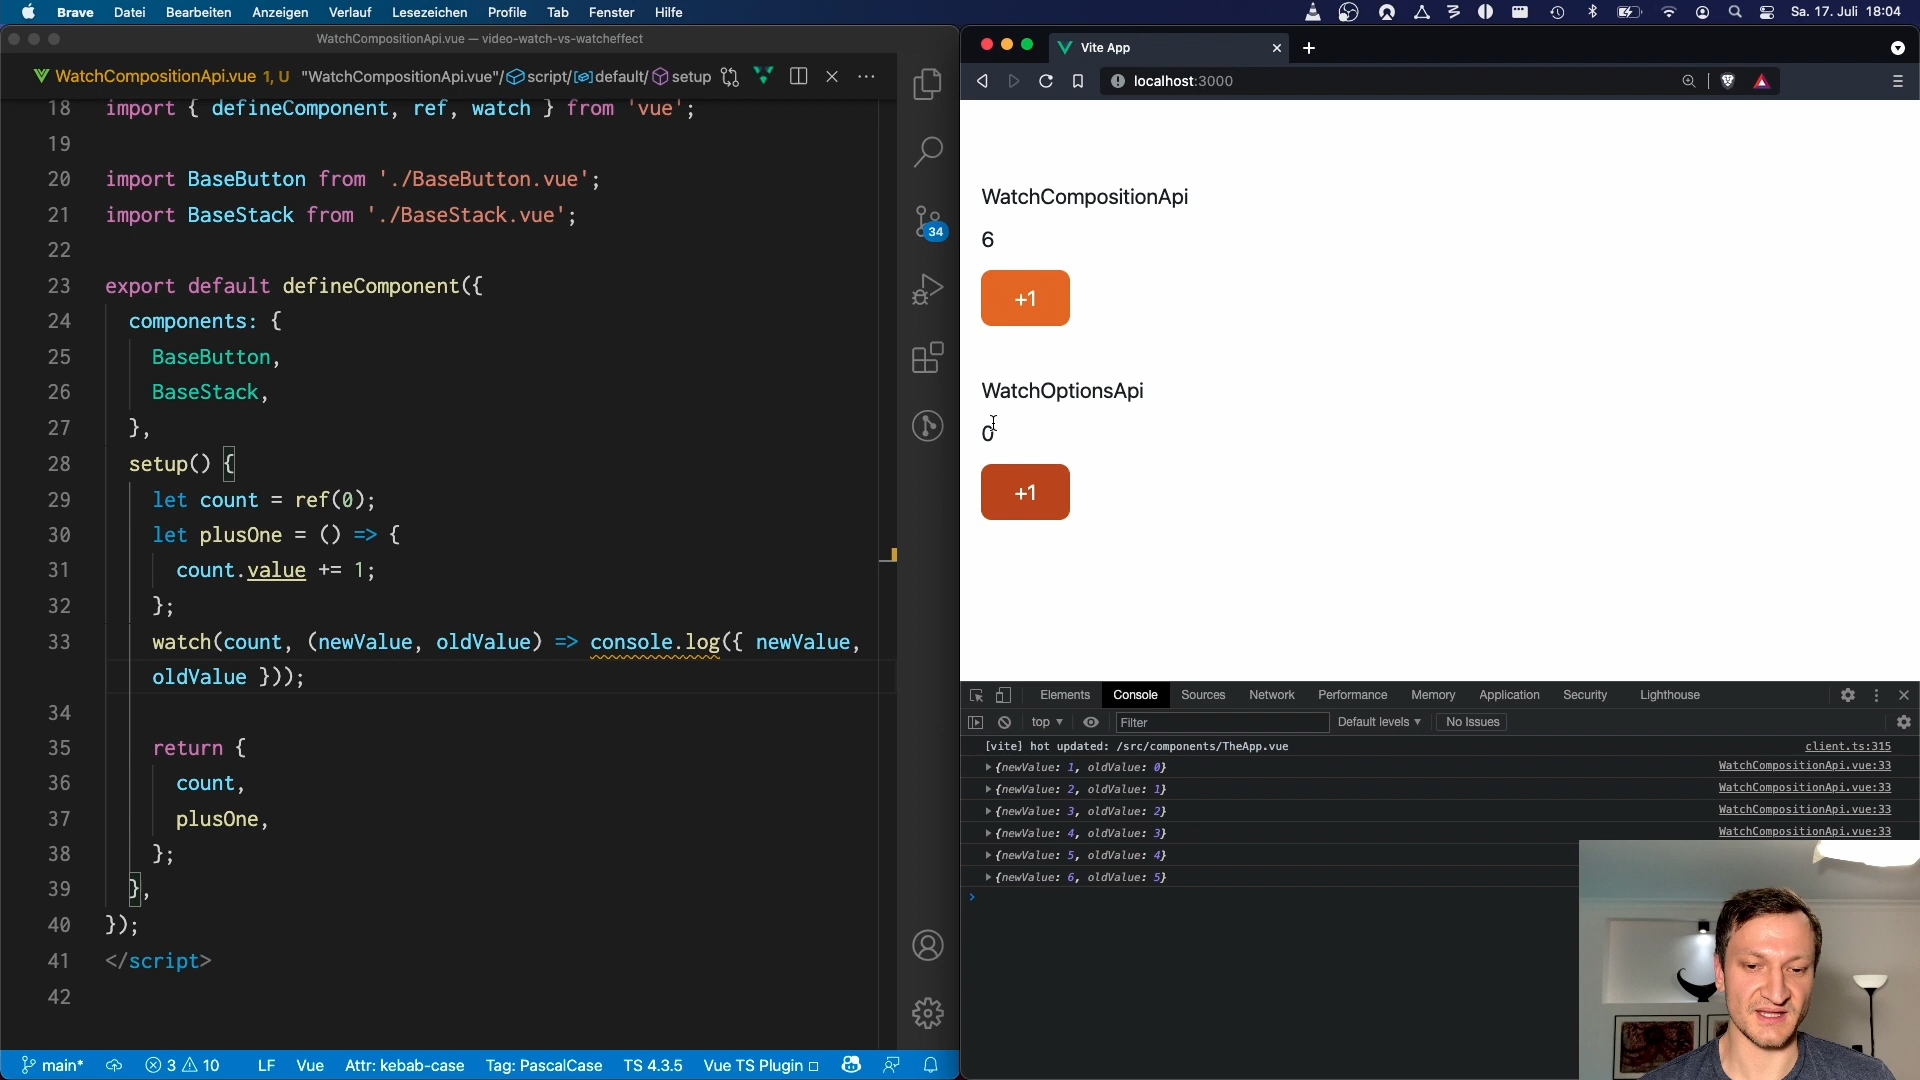 Brave Datei Bearbeiten Anzeigen Verlauf Lesezeichen Profile Tab Fenster Hilfe Sa. 17. Juli 18:04
WatchCompositionApi.vue — video-watch-vs-watcheffect
WatchCompositionApi.vue 1, U "WatchCompositionApi.vue"/ script/ default/ setup
18 import { defineComponent, ref, watch } from 'vue';
19
20 import BaseButton from './BaseButton.vue';
21 import BaseStack from './BaseStack.vue';
22
23 export default defineComponent({
24 components: {
25 BaseButton,
26 BaseStack,
27 },
28 setup() {
29 let count = ref(0);
30 let plusOne = () => {
31 count.value += 1;
32 };
33 watch(count, (newValue, oldValue) => console.log({ newValue,
oldValue }));
34
35 return {
36 count,
37 plusOne,
38 };
39 },
40 });
41 </script>
42
34
main* 3 10 LF Vue Attr: kebab-case Tag: PascalCase TS 4.3.5 Vue TS Plugin
Vite App
localhost:3000
WatchCompositionApi
6
+1
WatchOptionsApi
0
+1
Elements Console Sources Network Performance Memory Application Security Lighthouse
top Filter Default levels No Issues
[vite] hot updated: /src/components/TheApp.vue client.ts:315
{newValue: 1, oldValue: 0} WatchCompositionApi.vue:33
{newValue: 2, oldValue: 1} WatchCompositionApi.vue:33
{newValue: 3, oldValue: 2} WatchCompositionApi.vue:33
{newValue: 4, oldValue: 3} WatchCompositionApi.vue:33
{newValue: 5, oldValue: 4}
{newValue: 6, oldValue: 5}